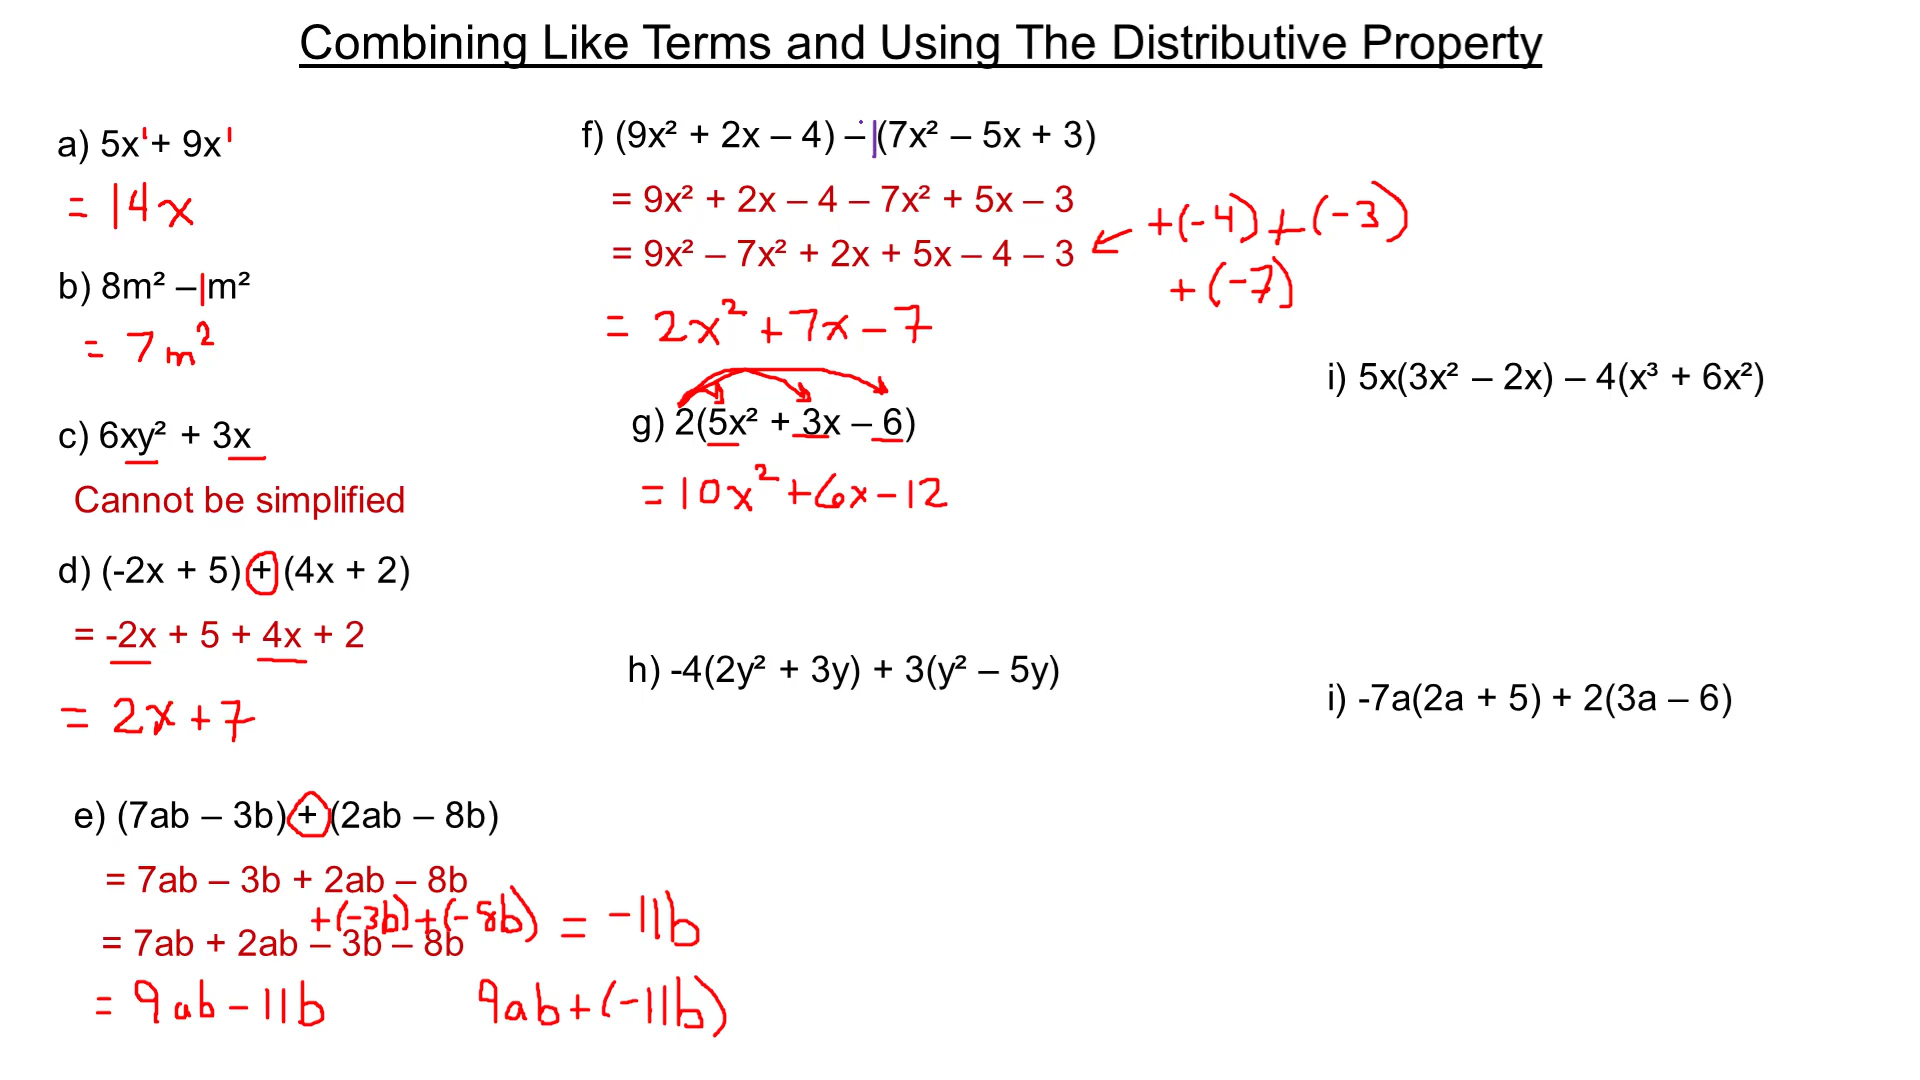 Combining Like Terms and Using The Distributive Property
a) 5x¹ + 9x¹
= 14x
b) 8m² – 1m²
= 7m²
c) 6xy² + 3x
Cannot be simplified
d) (-2x + 5) + (4x + 2)
= -2x + 5 + 4x + 2
= 2x + 7
e) (7ab – 3b) + (2ab – 8b)
= 7ab – 3b + 2ab – 8b
+(-3b)+(-8b) = -11b
= 7ab + 2ab – 3b – 8b
= 9ab - 11b
9ab+(-11b)
f) (9x² + 2x – 4) – 1(7x² – 5x + 3)
= 9x² + 2x – 4 – 7x² + 5x – 3
= 9x² – 7x² + 2x + 5x – 4 – 3
+(-4)+(-3)
+(-7)
= 2x² + 7x - 7
g) 2(5x² + 3x – 6)
= 10x² + 6x - 12
h) -4(2y² + 3y) + 3(y² – 5y)
i) 5x(3x² – 2x) – 4(x³ + 6x²)
i) -7a(2a + 5) + 2(3a – 6)